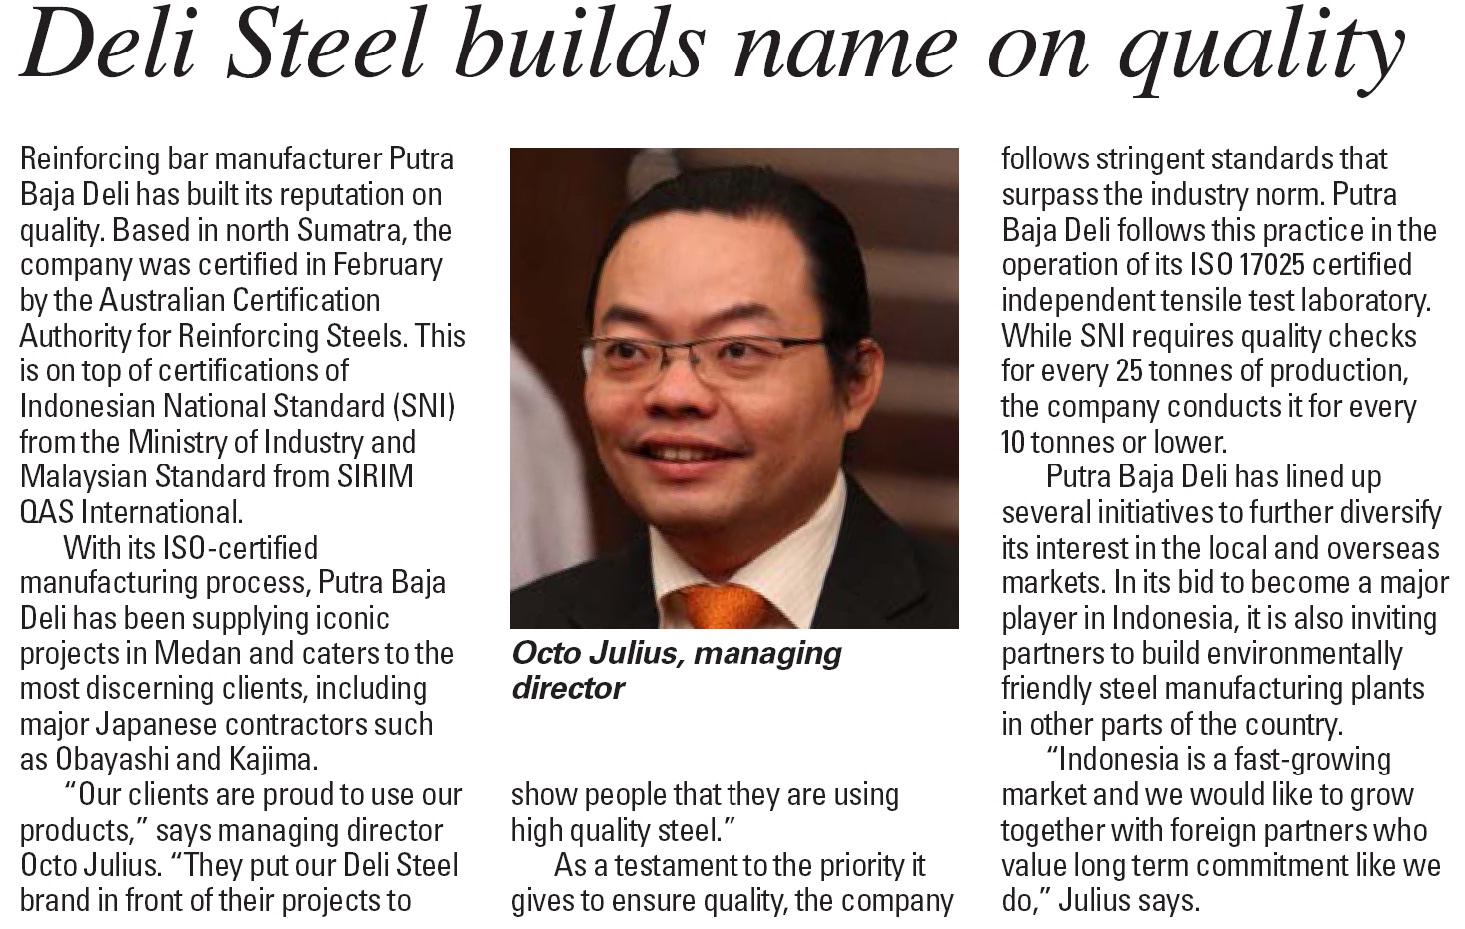 Deli Steel builds name on quality
Reinforcing bar manufacturer Putra
Baja Deli has built its reputation on
quality. Based in north Sumatra, the
company was certified in February
by the Australian Certification
Authority for Reinforcing Steels. This
is on top of certifications of
Indonesian National Standard (SNI)
from the Ministry of Industry and
Malaysian Standard from SIRIM
QAS International.
With its ISO-certified
manufacturing process, Putra Baja
Deli has been supplying iconic
projects in Medan and caters to the
most discerning clients, including
major Japanese contractors such
as Obayashi and Kajima.
“Our clients are proud to use our
products,” says managing director
Octo Julius. “They put our Deli Steel
brand in front of their projects to
Octo Julius, managing
director
show people that they are using
high quality steel.”
As a testament to the priority it
gives to ensure quality, the company
follows stringent standards that
surpass the industry norm. Putra
Baja Deli follows this practice in the
operation of its ISO 17025 certified
independent tensile test laboratory.
While SNI requires quality checks
for every 25 tonnes of production,
the company conducts it for every
10 tonnes or lower.
Putra Baja Deli has lined up
several initiatives to further diversify
its interest in the local and overseas
markets. In its bid to become a major
player in Indonesia, it is also inviting
partners to build environmentally
friendly steel manufacturing plants
in other parts of the country.
“Indonesia is a fast-growing
market and we would like to grow
together with foreign partners who
value long term commitment like we
do,” Julius says.